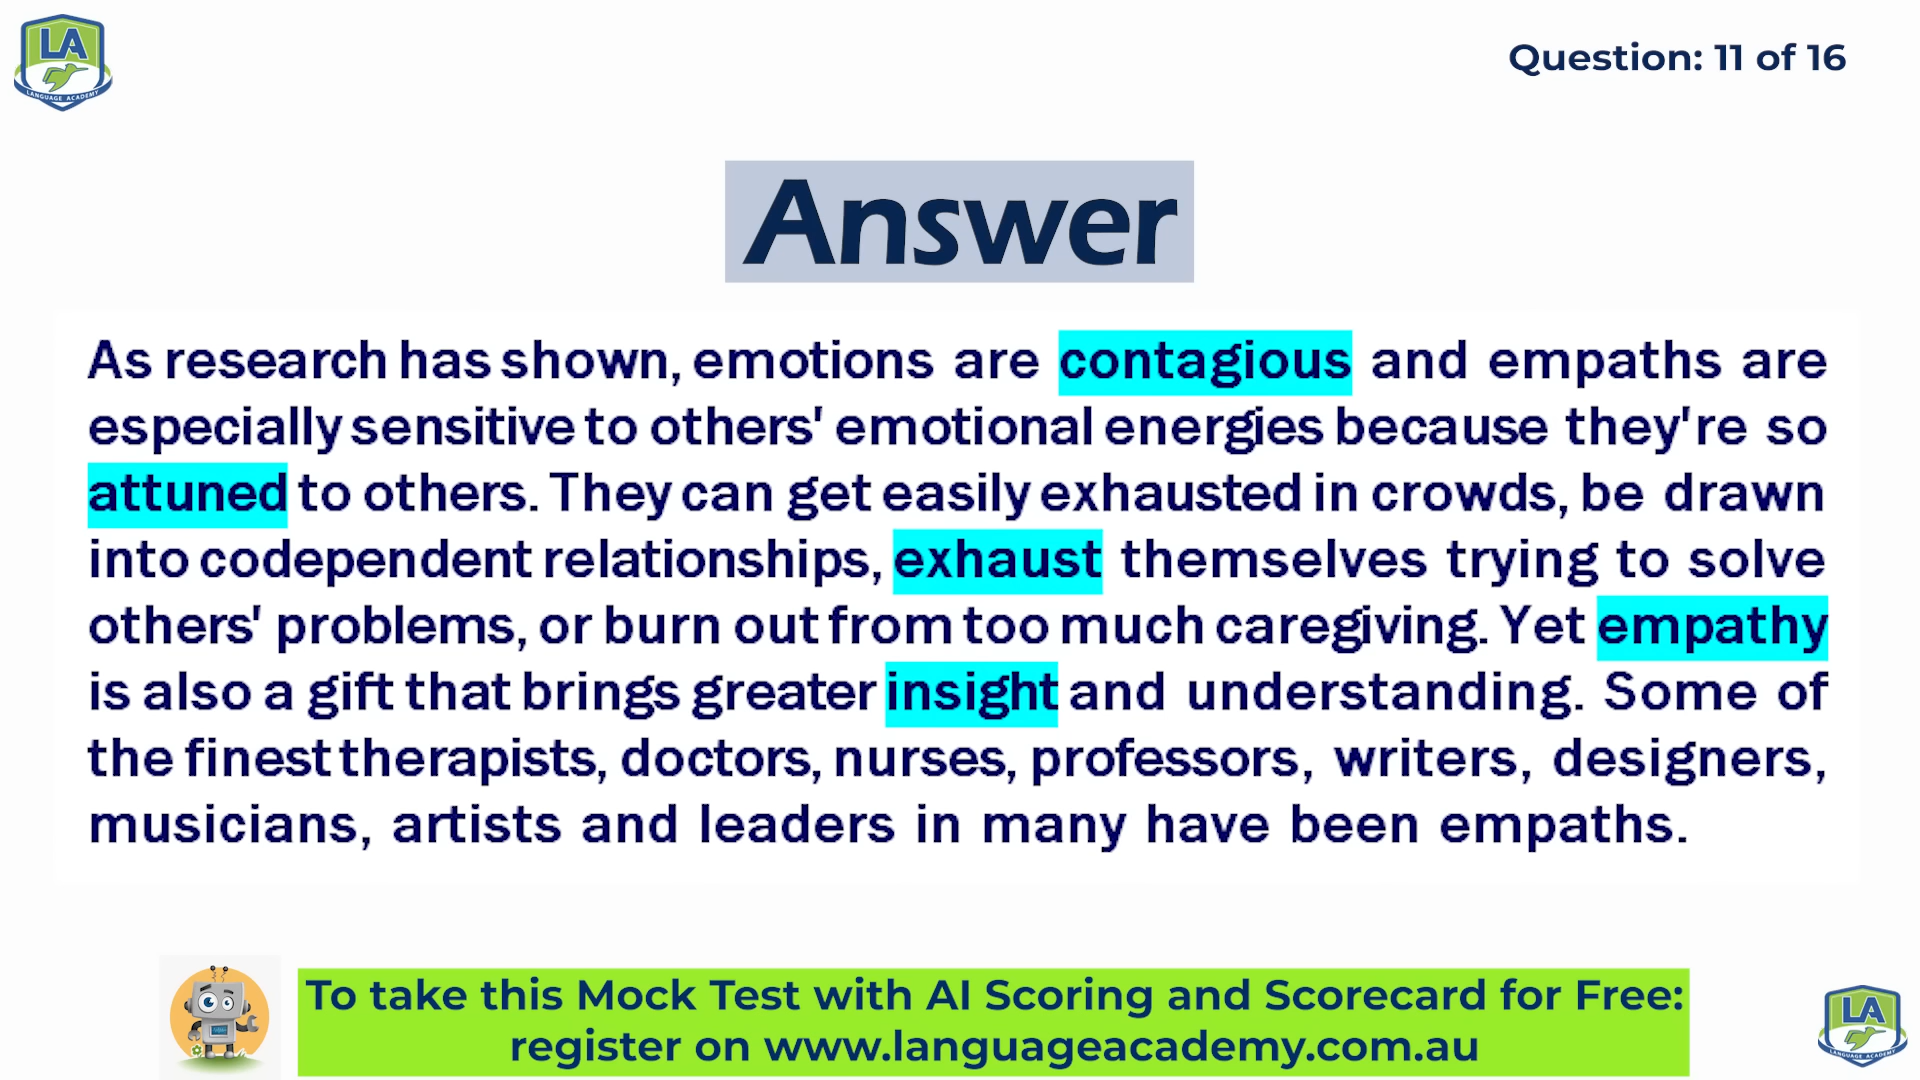 LA
LANGUAGE ACADEMY
Question: 11 of 16
Answer
As research has shown, emotions are contagious and empaths are
especially sensitive to others' emotional energies because they're so
attuned to others. They can get easily exhausted in crowds, be drawn
into codependent relationships, exhaust themselves trying to solve
others' problems, or burn out from too much caregiving. Yet empathy
is also a gift that brings greater insight and understanding. Some of
the finest therapists, doctors, nurses, professors, writers, designers,
musicians, artists and leaders in many have been empaths.
To take this Mock Test with AI Scoring and Scorecard for Free:
register on www.languageacademy.com.au
LA
LANGUAGE ACADEMY